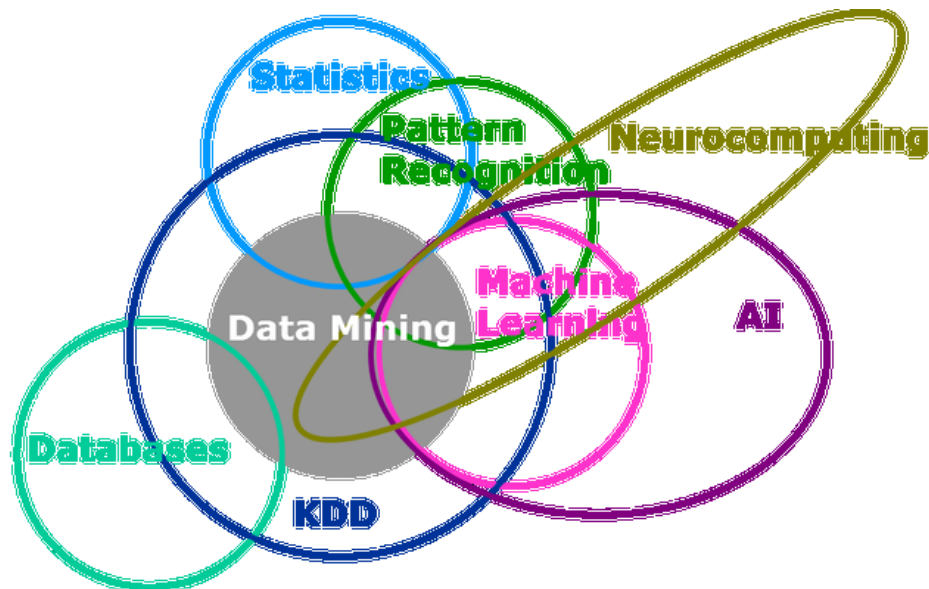 Statistics
Pattern
Recognition
Neurocomputing
Machine
Learning
AI
Data Mining
Databases
KDD